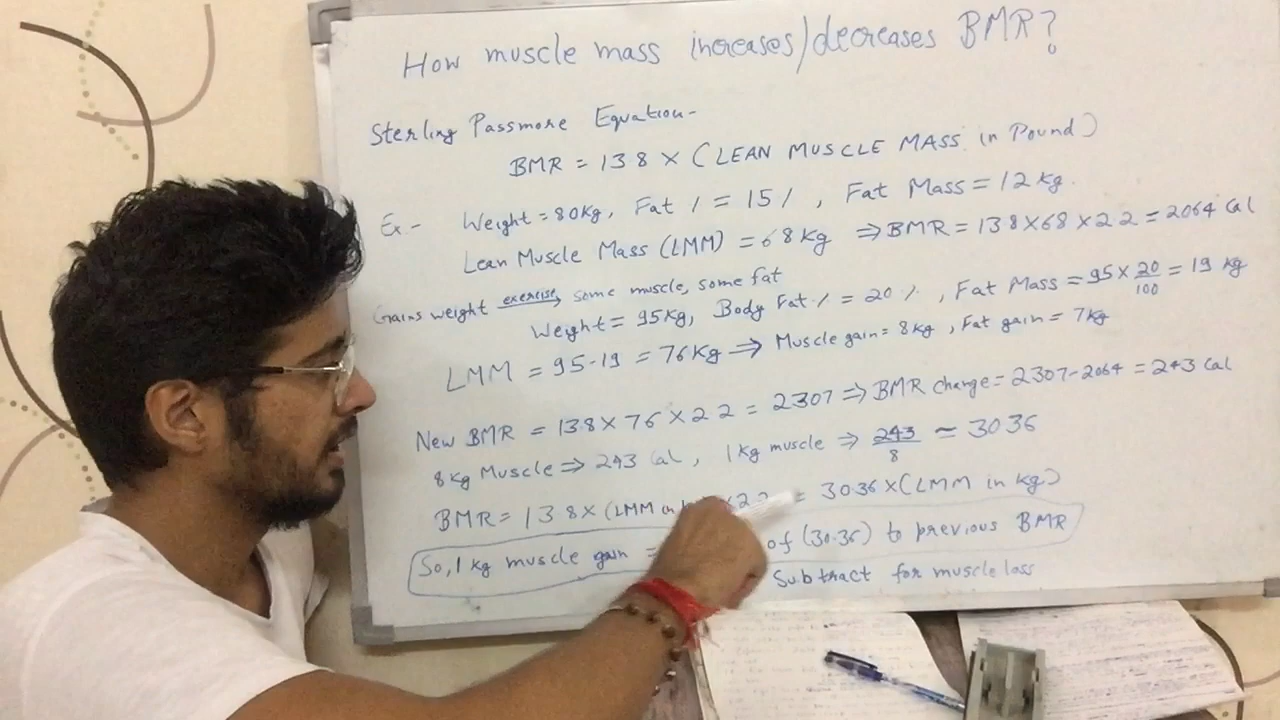 How muscle mass increases/decreases BMR?
Sterling Passmore Equation-
BMR = 13.8 × (LEAN MUSCLE MASS in Pound)
Ex.- Weight = 80Kg, Fat % = 15%, Fat Mass = 12 Kg.
Lean Muscle Mass (LMM) = 68 Kg ⇒ BMR = 13.8×68×2.2 = 2064 Cal
Gains weight exercise, some muscle, some fat
Weight = 95Kg, Body Fat % = 20 %, Fat Mass = 95 × 20/100 = 19 Kg
LMM = 95-19 = 76 Kg ⇒ Muscle gain = 8Kg, Fat gain = 7Kg
New BMR = 13.8 × 76 × 2.2 = 2307 ⇒ BMR change = 2307-2064 = 243 Cal
8 Kg Muscle ⇒ 243 Cal, 1 Kg muscle ⇒ 243/8 ≃ 30.36
BMR = 13.8 × (LMM in ×2.2 = 30.36 × (LMM in Kg)
So, 1 Kg muscle gain = of (30.36) to previous BMR
Subtract for muscle loss